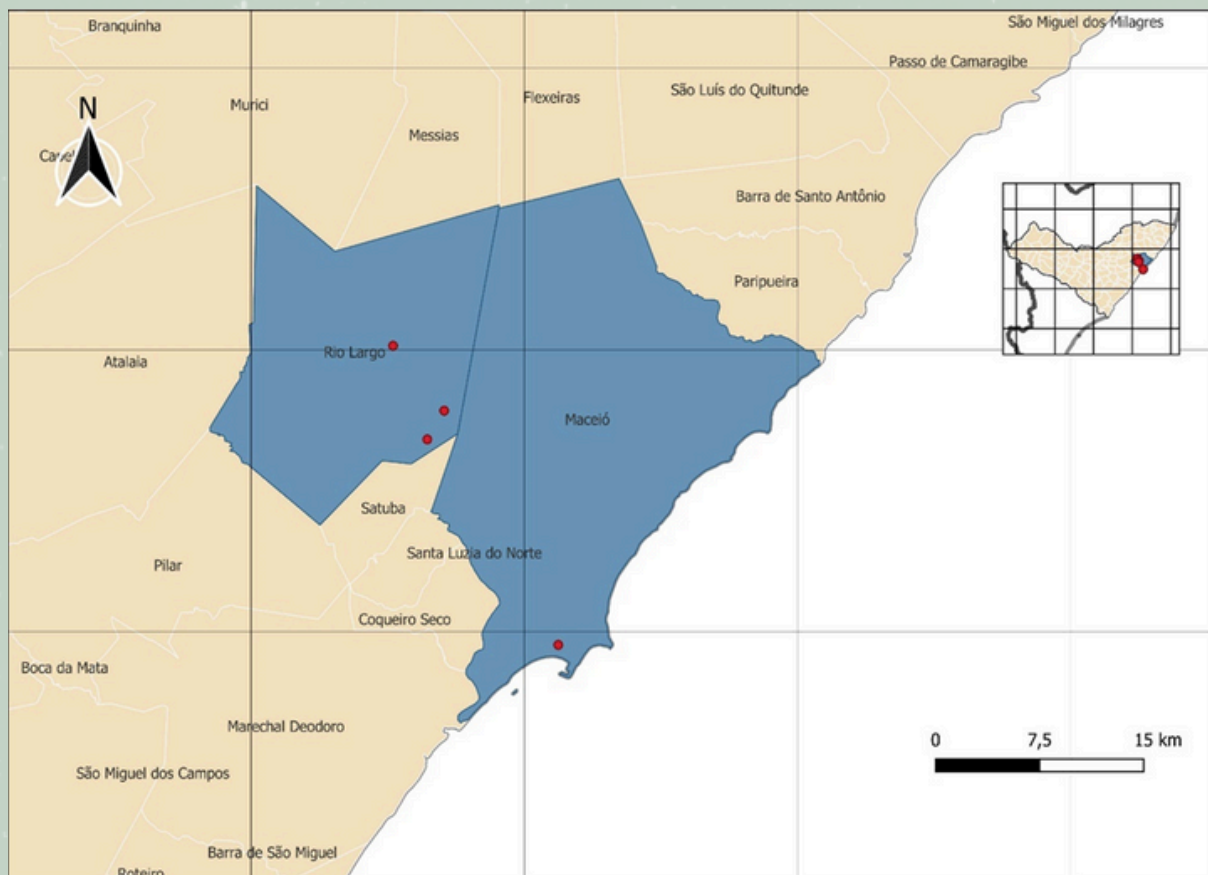 São Miguel dos Milagres
Branquinha
Passo de Camaragibe
São Luís do Quitunde
Flexeiras
N
Murici
Messias
Barra de Santo Antônio
Paripueira
Rio Largo
Atalaia
Maceió
Satuba
Santa Luzia do Norte
Pilar
Coqueiro Seco
Boca da Mata
Marechal Deodoro
0 7,5 15 km
São Miguel dos Campos
Barra de São Miguel
Roteiro